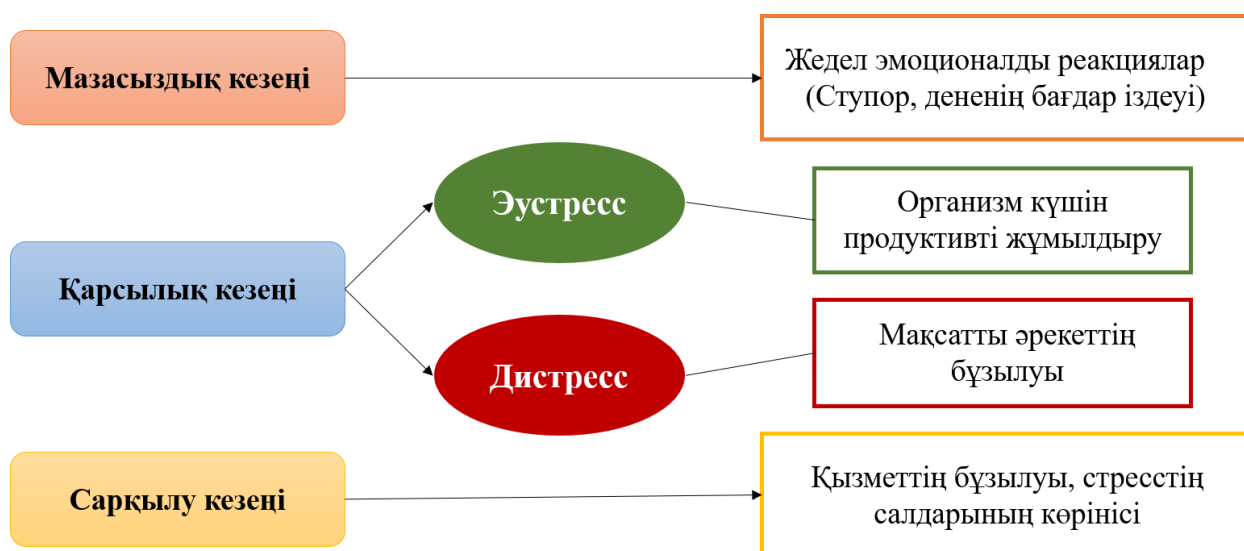 Мазасыздық кезеңі
Жедел эмоционалды реакциялар
(Ступор, дененің бағдар іздеуі)
Қарсылық кезеңі
Эустресс
Организм күшін
продуктивті жұмылдыру
Дистресс
Мақсатты әрекеттің
бұзылуы
Сарқылу кезеңі
Қызметтің бұзылуы, стресстің
салдарының көрінісі